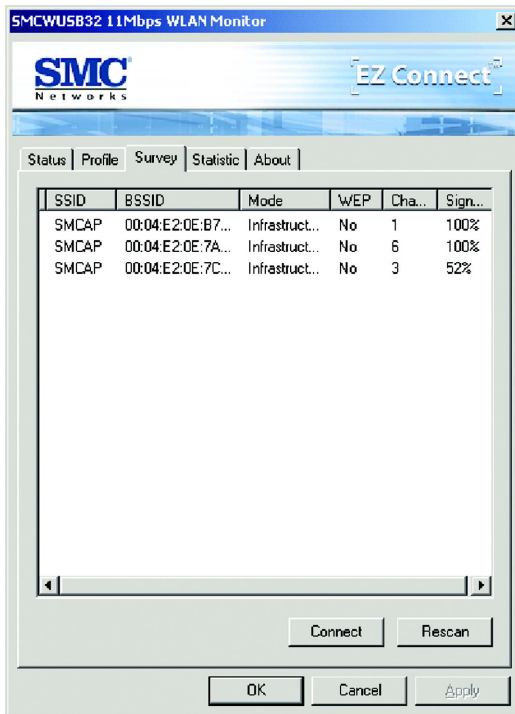 SMCWUSB32 11Mbps WLAN Monitor
SMC
Networks
EZ Connect™
Status Profile Survey Statistic About
SSID BSSID Mode WEP Cha... Sign...
SMCAP 00:04:E2:0E:B7... Infrastruct... No 1 100%
SMCAP 00:04:E2:0E:7A... Infrastruct... No 6 100%
SMCAP 00:04:E2:0E:7C... Infrastruct... No 3 52%
Connect Rescan
OK Cancel Apply